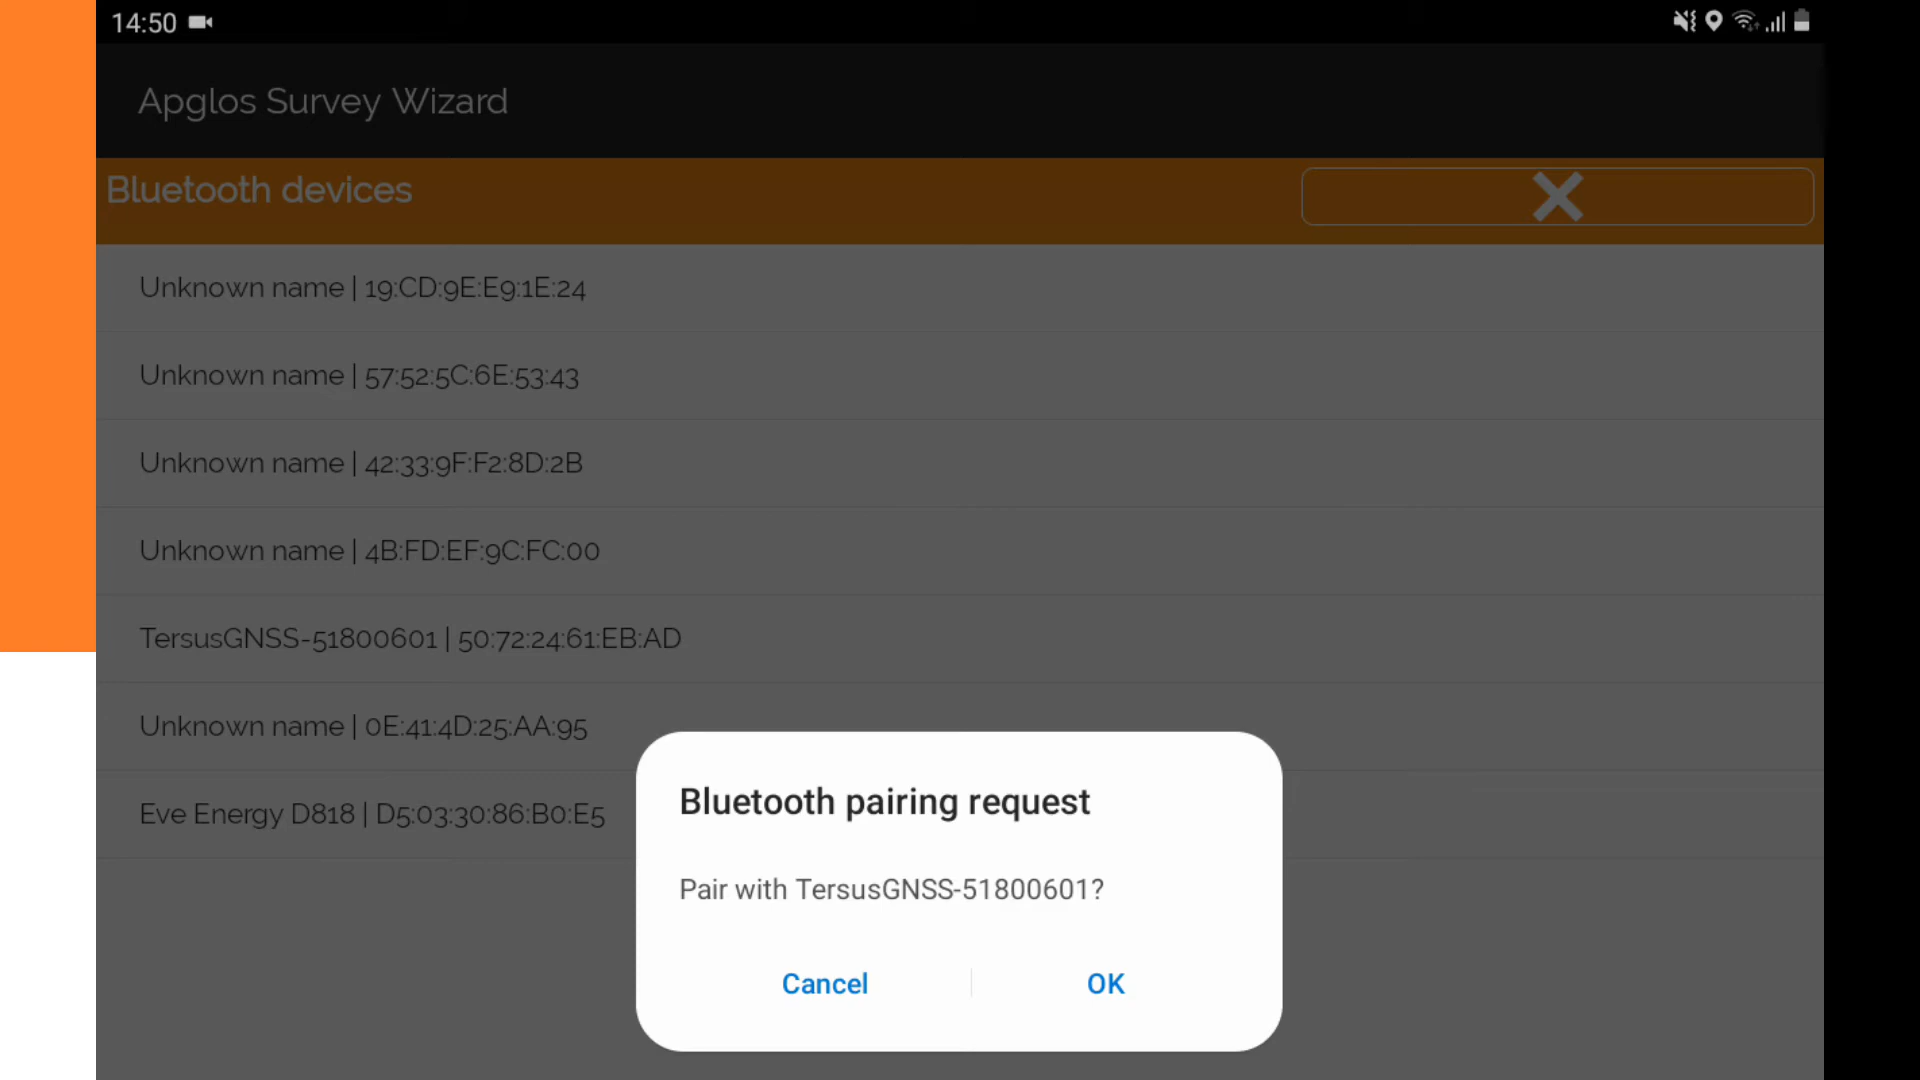 14:50
Apglos Survey Wizard
Bluetooth devices
Unknown name | 19:CD:9E:E9:1E:24
Unknown name | 57:52:5C:6E:53:43
Unknown name | 42:33:9F:F2:8D:2B
Unknown name | 4B:FD:EF:9C:FC:00
TersusGNSS-51800601 | 50:72:24:61:EB:AD
Unknown name | 0E:41:4D:25:AA:95
Eve Energy D818 | D5:03:30:86:B0:E5
Bluetooth pairing request
Pair with TersusGNSS-51800601?
Cancel
OK